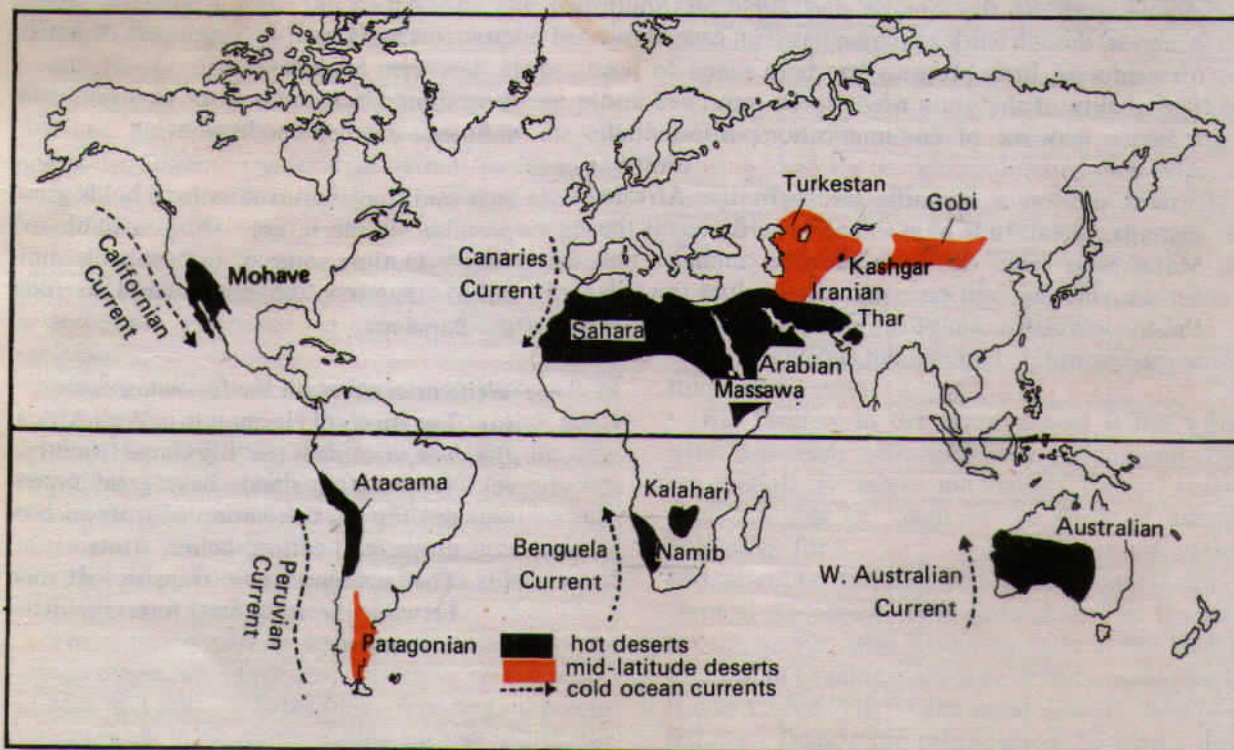 Turkestan
Gobi
Californian
Current
Mohave
Canaries
Current
Kashgar
Iranian
Thar
Sahara
Arabian
Massawa
Atacama
Kalahari
Australian
Benguela
Current
Namib
W. Australian
Current
Peruvian
Current
Patagonian
hot deserts
mid-latitude deserts
cold ocean currents